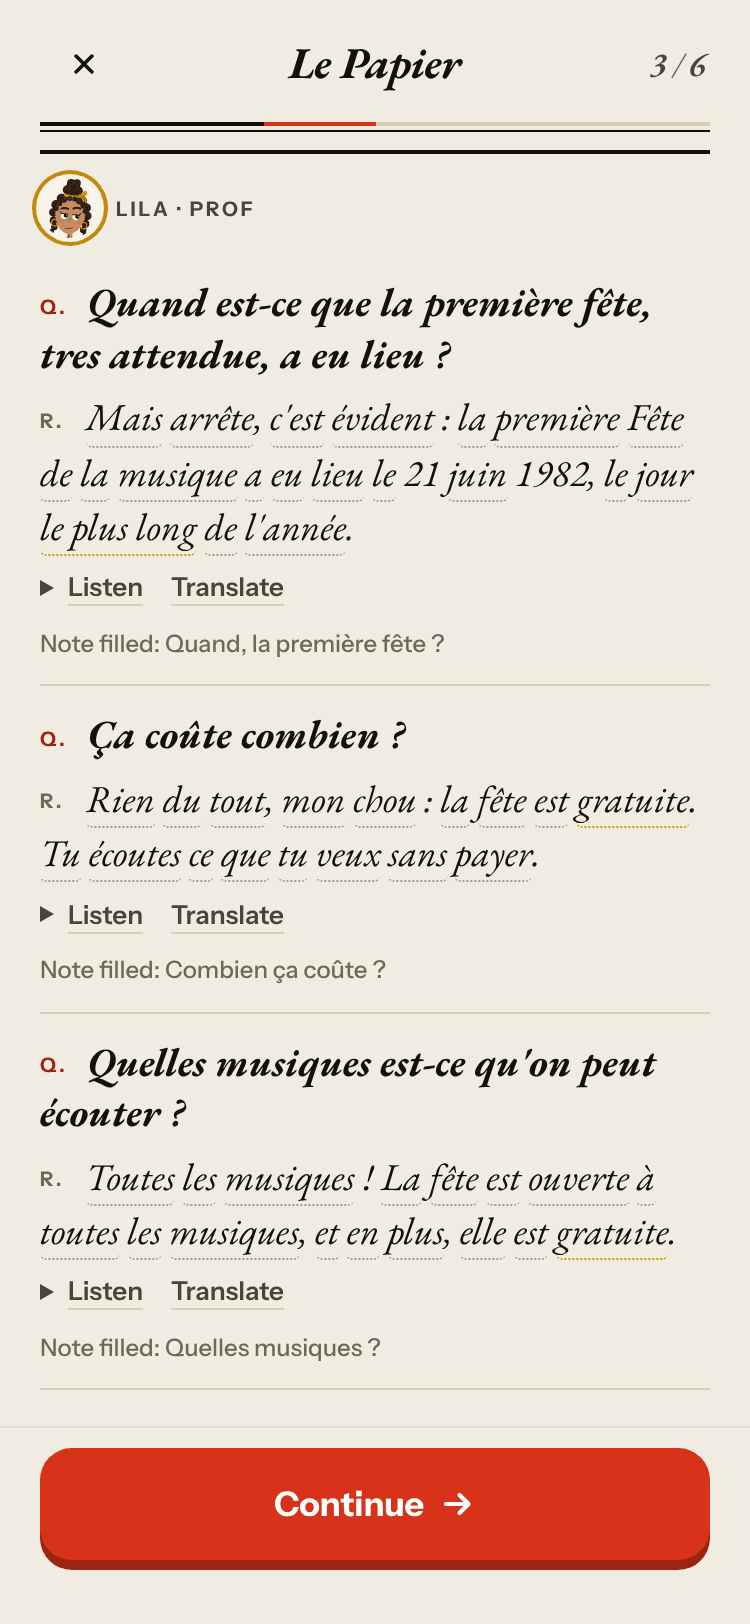 Le Papier
3 / 6
LILA · PROF
Q. Quand est-ce que la première fête,
tres attendue, a eu lieu ?
R. Mais arrête, c'est évident : la première Fête
de la musique a eu lieu le 21 juin 1982, le jour
le plus long de l'année.
Listen Translate
Note filled: Quand, la première fête ?
Q. Ça coûte combien ?
R. Rien du tout, mon chou : la fête est gratuite.
Tu écoutes ce que tu veux sans payer.
Listen Translate
Note filled: Combien ça coûte ?
Q. Quelles musiques est-ce qu'on peut
écouter ?
R. Toutes les musiques ! La fête est ouverte à
toutes les musiques, et en plus, elle est gratuite.
Listen Translate
Note filled: Quelles musiques ?
Continue →